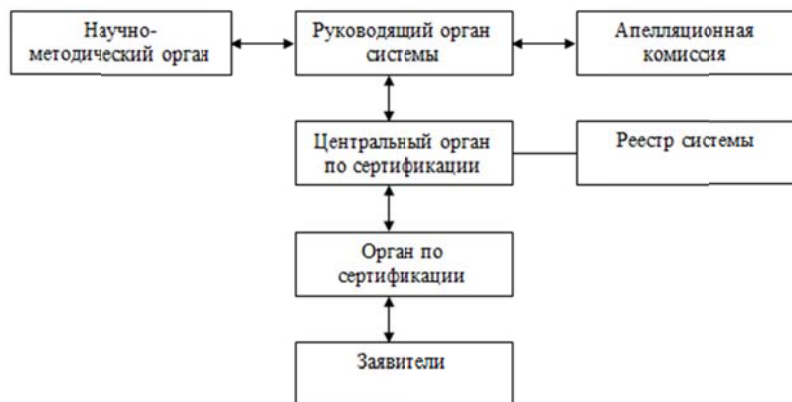 Научно-
методический орган
Руководящий орган
системы
Апелляционная
комиссия
Центральный орган
по сертификации
Реестр системы
Орган по
сертификации
Заявители